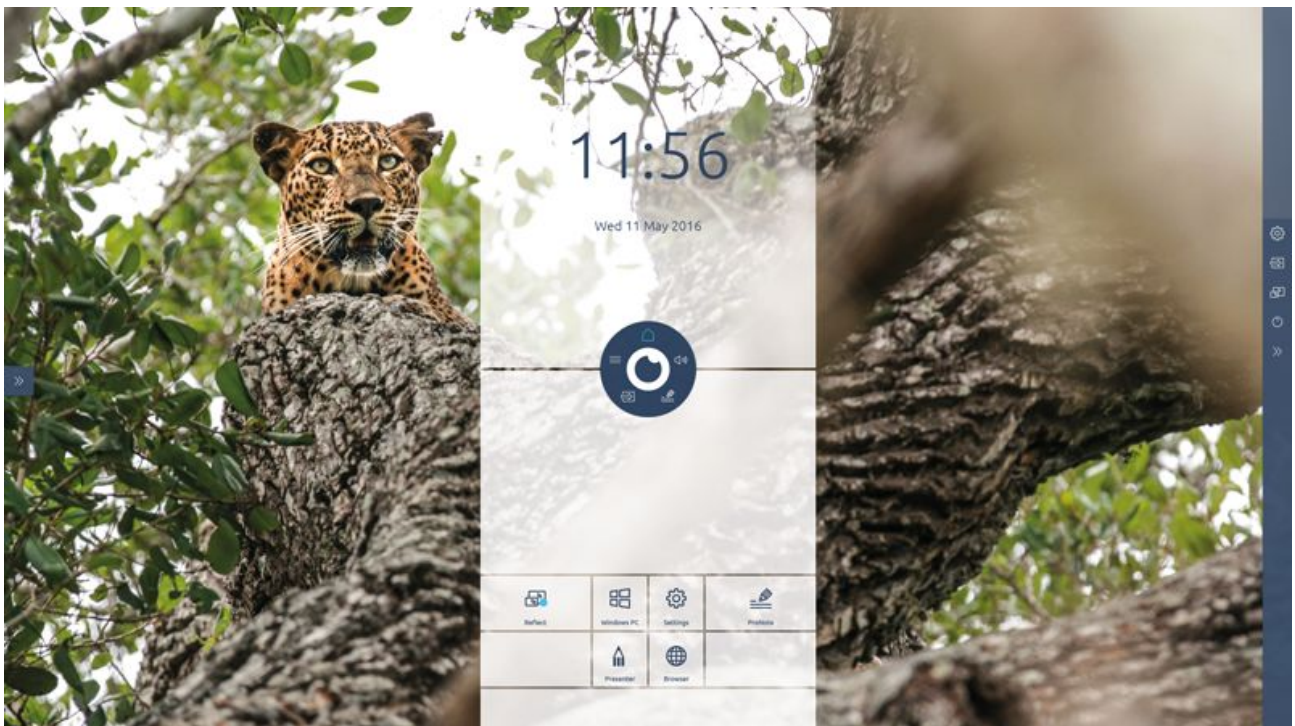 11:56
Wed 11 May 2016
Reflect
Windows PC
Settings
ProNote
Presenter
Browser